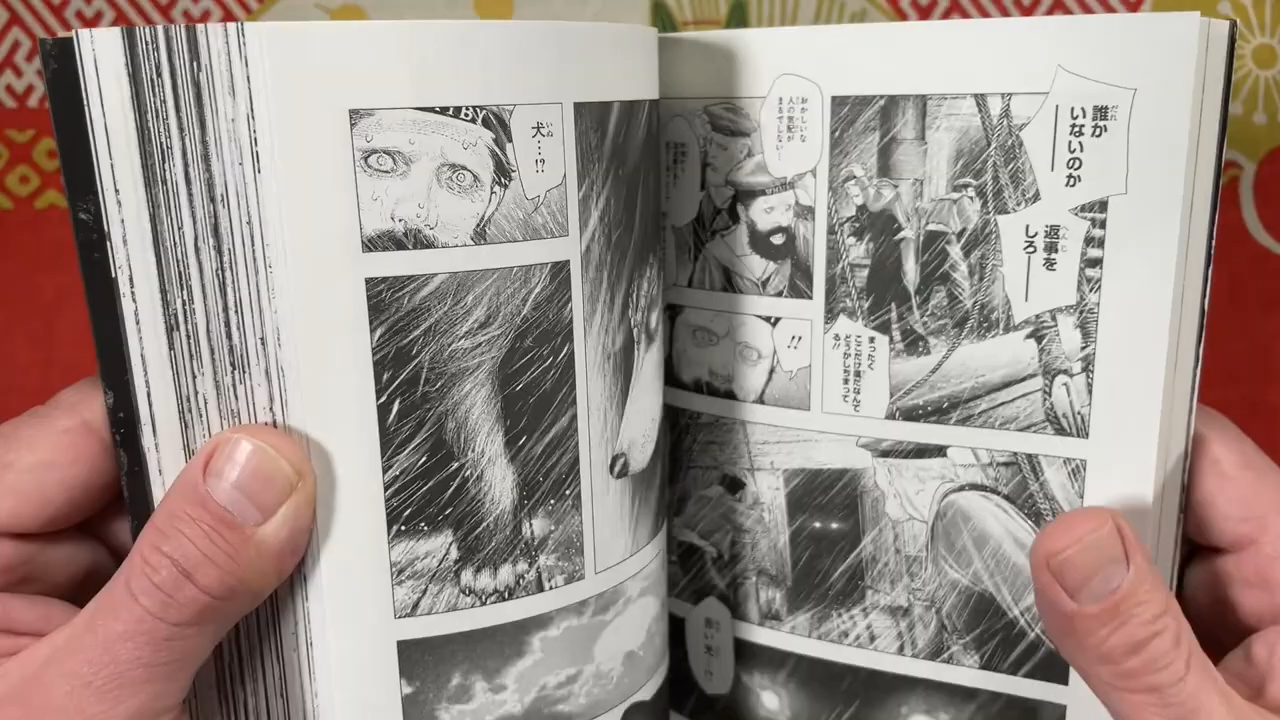 誰か
いないのか――
返事を
しろ――
まったく
ここだけ嵐だなんて
どうかしちまって
る!!
おかしいな
人の気配が
まるでしない…
!!
赤い光…!?
犬…!?